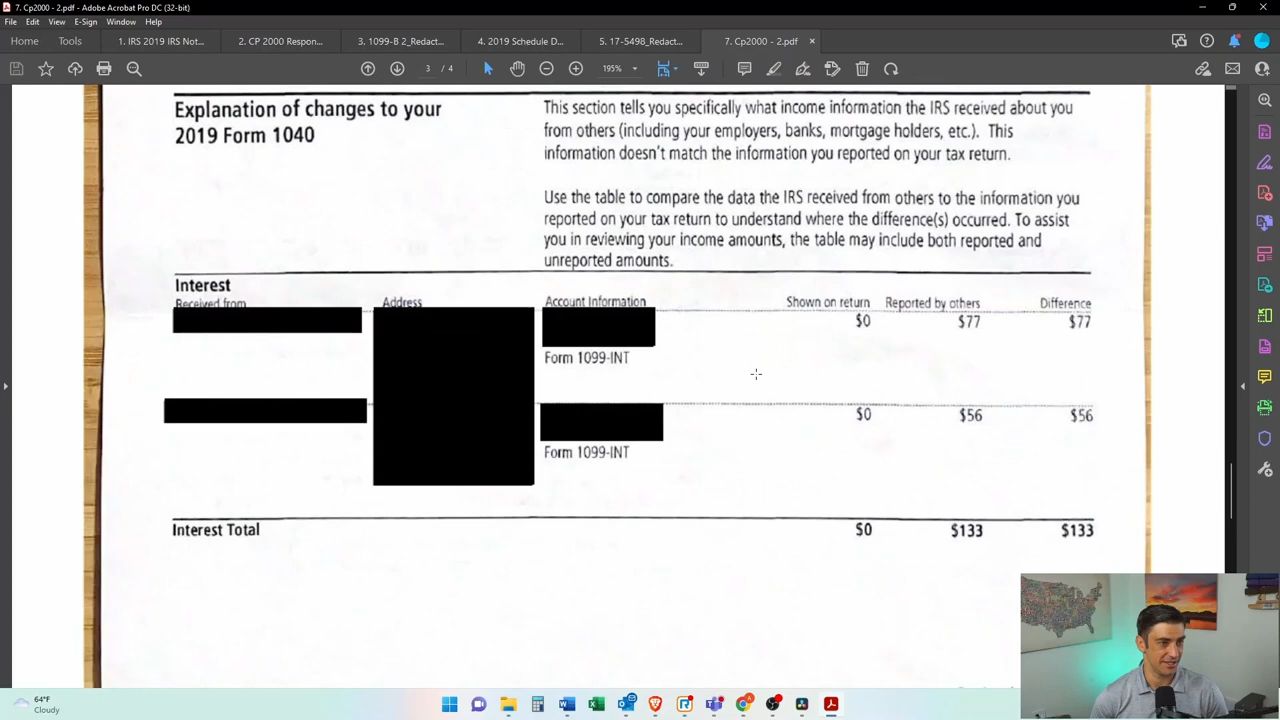 7. Cp2000 - 2.pdf - Adobe Acrobat Pro DC (32-bit)
File Edit View E-Sign Window Help
Home Tools 1. IRS 2019 IRS Not... 2. CP 2000 Respon... 3. 1099-B 2_Redact... 4. 2019 Schedule D... 5. 17-5498_Redact... 7. Cp2000 - 2.pdf
3 / 4 195%
Explanation of changes to your
2019 Form 1040
This section tells you specifically what income information the IRS received about you
from others (including your employers, banks, mortgage holders, etc.). This
information doesn't match the information you reported on your tax return.
Use the table to compare the data the IRS received from others to the information you
reported on your tax return to understand where the difference(s) occurred. To assist
you in reviewing your income amounts, the table may include both reported and
unreported amounts.
Interest
Received from Address Account Information Shown on return Reported by others Difference
$0 $77 $77
Form 1099-INT
$0 $56 $56
Form 1099-INT
Interest Total $0 $133 $133
64°F
Cloudy